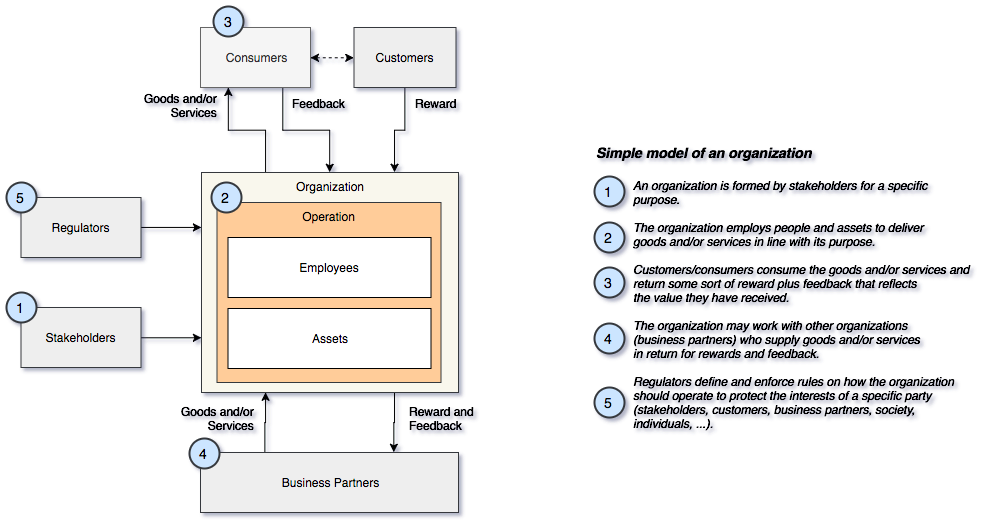 3
Consumers
Customers
Goods and/or
Services
Feedback
Reward
Organization
2
Operation
Employees
Assets
5
Regulators
1
Stakeholders
Goods and/or
Services
Reward and
Feedback
4
Business Partners
Simple model of an organization
1
An organization is formed by stakeholders for a specific
purpose.
2
The organization employs people and assets to deliver
goods and/or services in line with its purpose.
3
Customers/consumers consume the goods and/or services and
return some sort of reward plus feedback that reflects
the value they have received.
4
The organization may work with other organizations
(business partners) who supply goods and/or services
in return for rewards and feedback.
5
Regulators define and enforce rules on how the organization
should operate to protect the interests of a specific party
(stakeholders, customers, business partners, society,
individuals, ...).